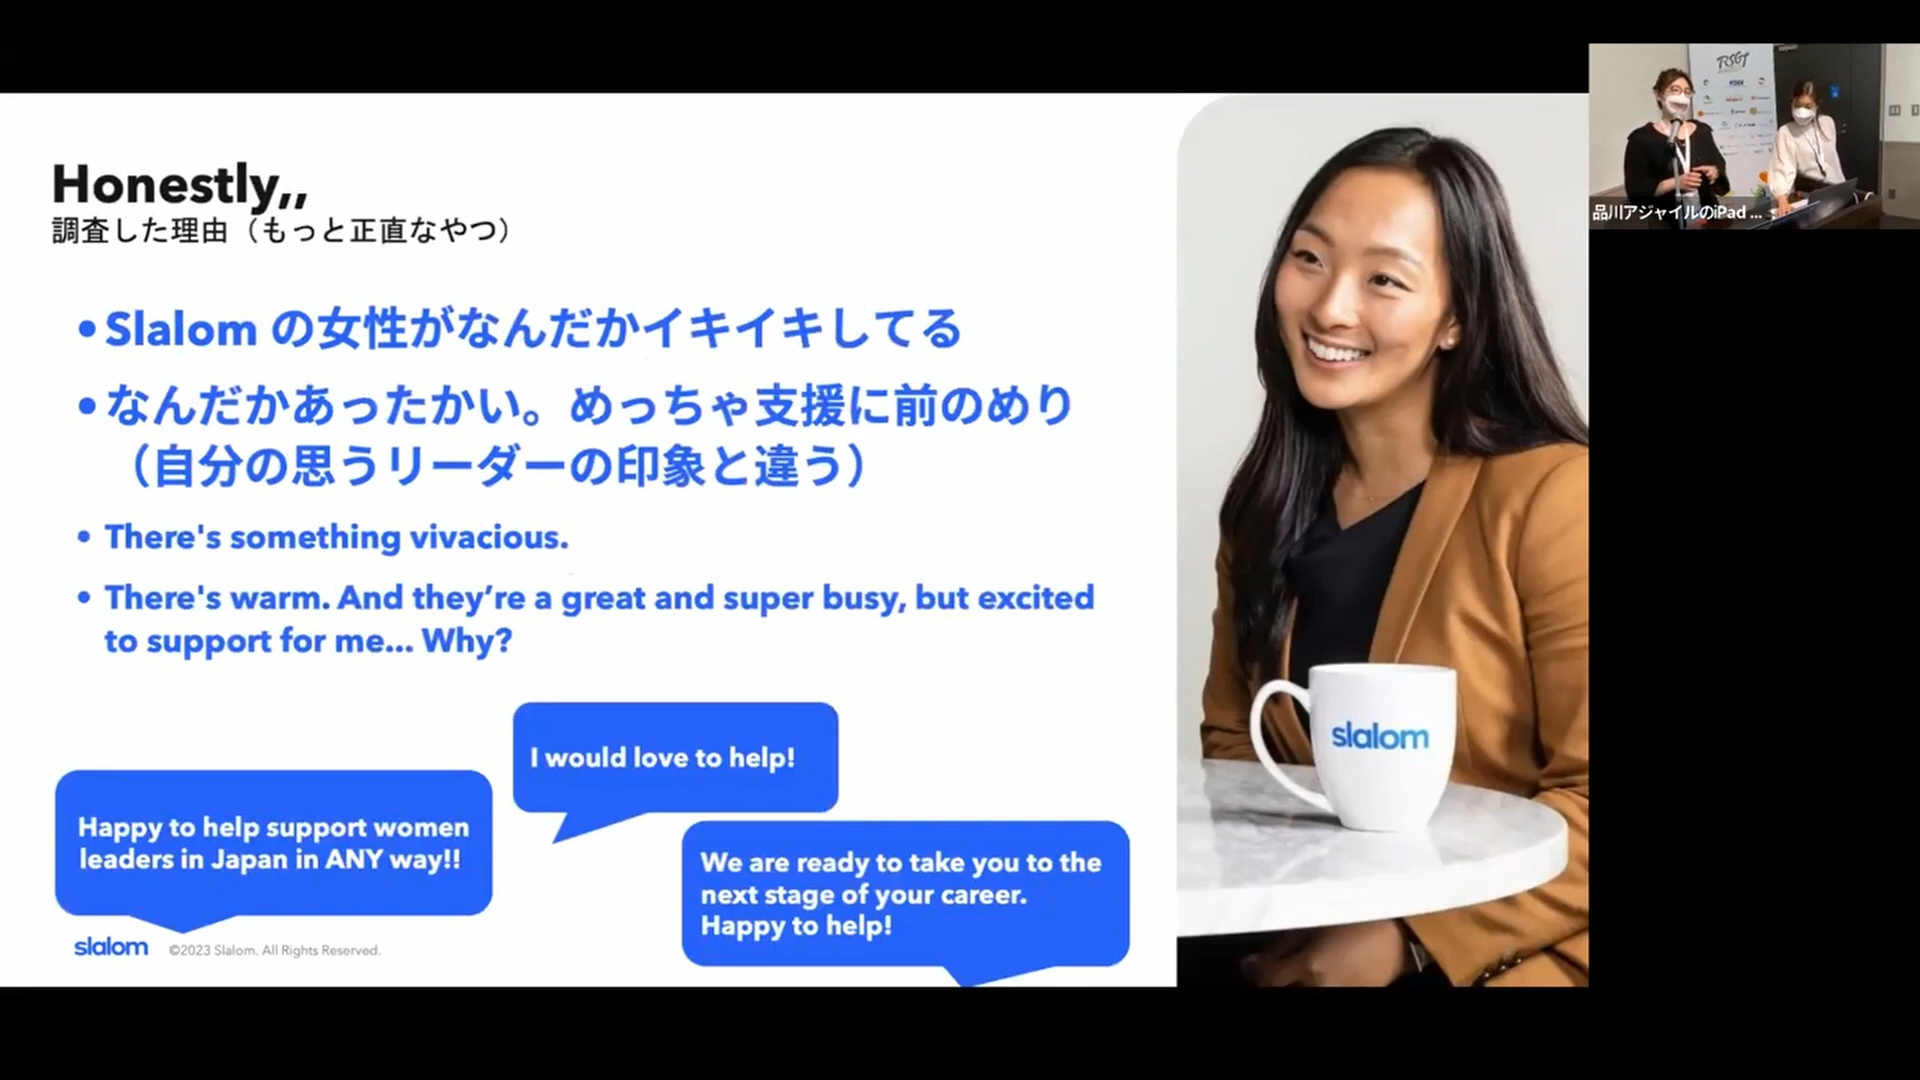 Honestly,,
調査した理由（もっと正直なやつ）
•Slalom の女性がなんだかイキイキしてる
•なんだかあったかい。めっちゃ支援に前のめり
（自分の思うリーダーの印象と違う）
• There's something vivacious.
• There's warm. And they’re a great and super busy, but excited
to support for me... Why?
I would love to help!
Happy to help support women
leaders in Japan in ANY way!!
We are ready to take you to the
next stage of your career.
Happy to help!
slalom ©2023 Slalom. All Rights Reserved.
slalom
RSGT
品川アジャイルのiPad ...